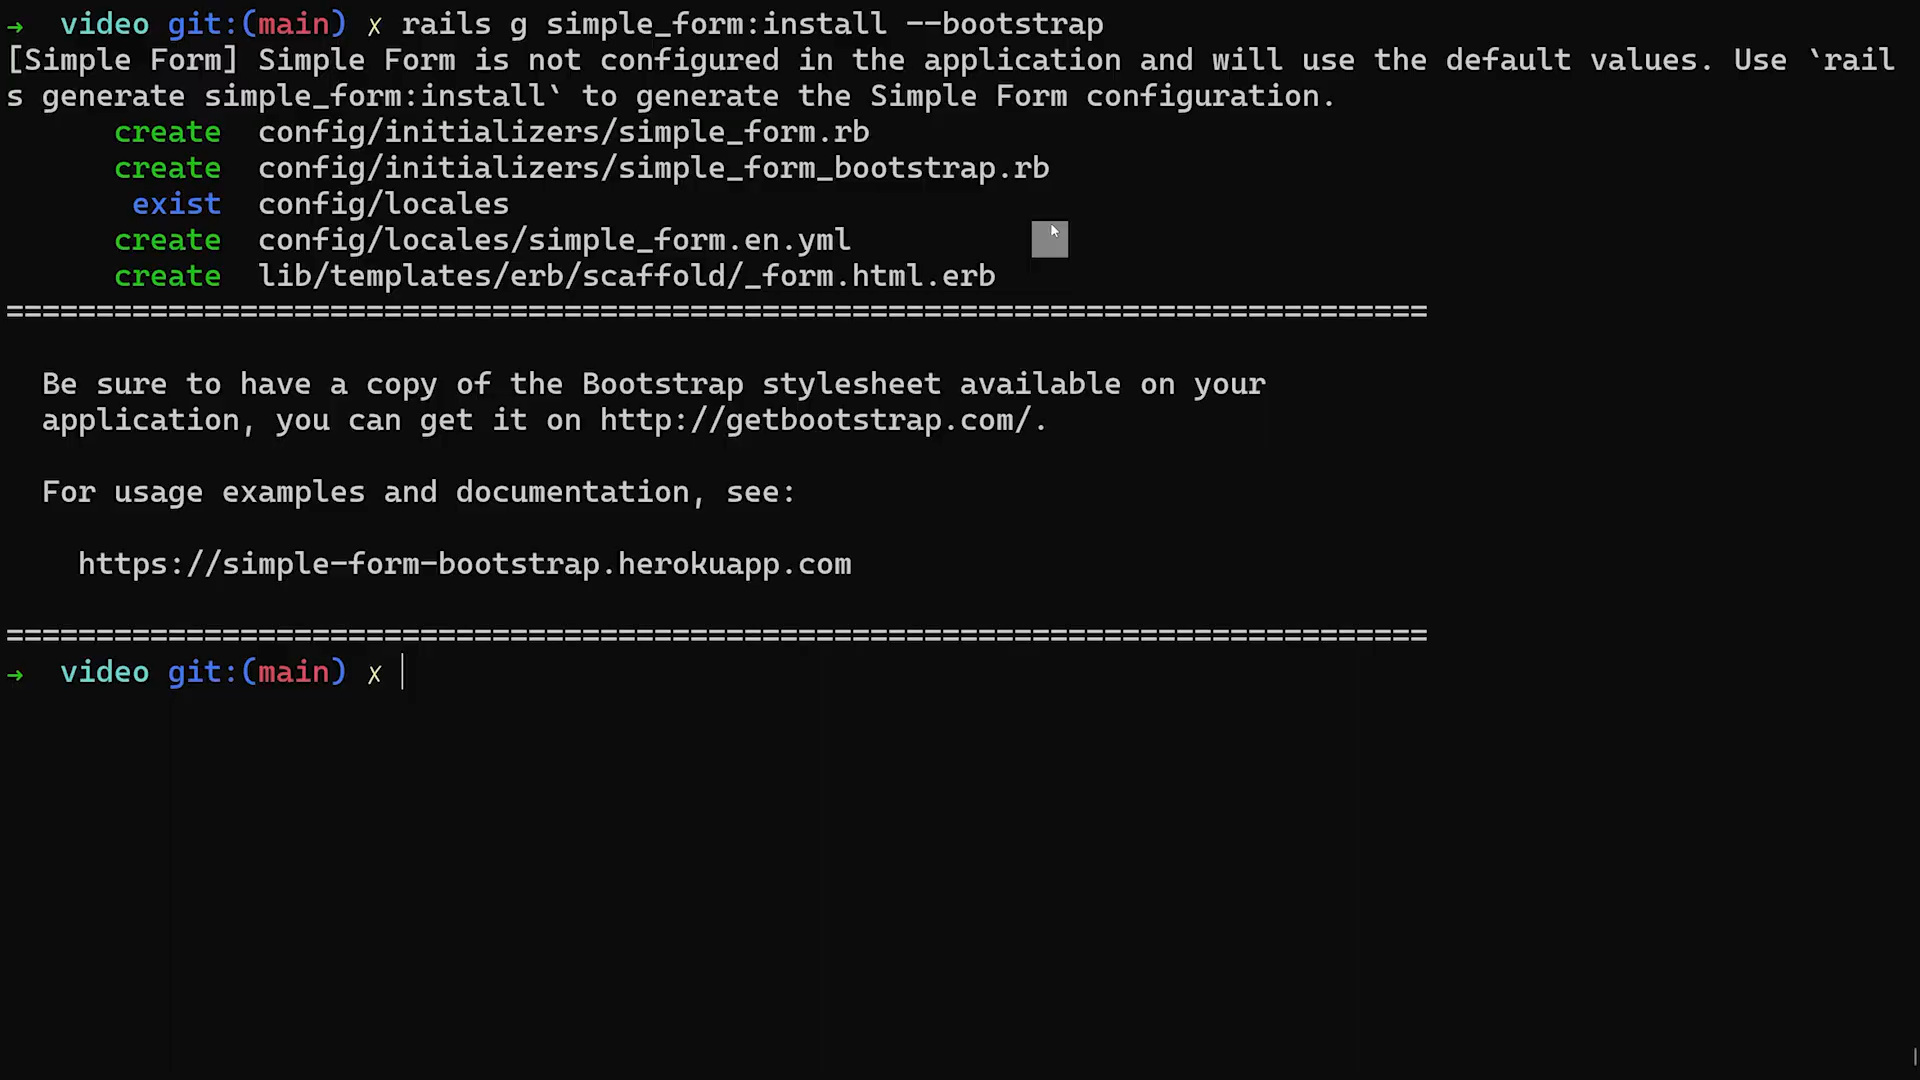 → video git:(main) ✗ rails g simple_form:install --bootstrap
[Simple Form] Simple Form is not configured in the application and will use the default values. Use `rail
s generate simple_form:install` to generate the Simple Form configuration.
create config/initializers/simple_form.rb
create config/initializers/simple_form_bootstrap.rb
exist config/locales
create config/locales/simple_form.en.yml
create lib/templates/erb/scaffold/_form.html.erb
===============================================================================
Be sure to have a copy of the Bootstrap stylesheet available on your
application, you can get it on http://getbootstrap.com/.
For usage examples and documentation, see:
https://simple-form-bootstrap.herokuapp.com
===============================================================================
→ video git:(main) ✗